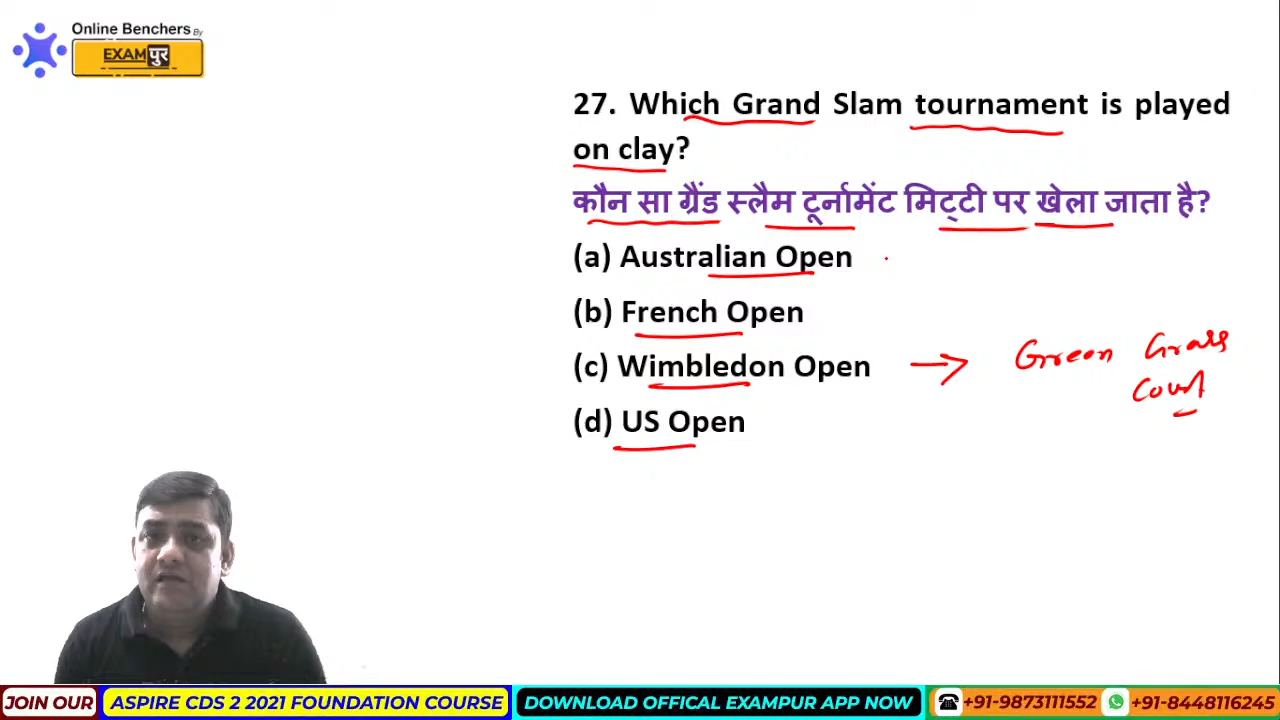 Online Benchers By
EXAMपुर
27. Which Grand Slam tournament is played
on clay?
कौन सा ग्रैंड स्लैम टूर्नामेंट मिट्टी पर खेला जाता है?
(a) Australian Open
(b) French Open
(c) Wimbledon Open → Green Grass
Court
(d) US Open
JOIN OUR ASPIRE CDS 2 2021 FOUNDATION COURSE DOWNLOAD OFFICAL EXAMPUR APP NOW +91-9873111552 +91-8448116245